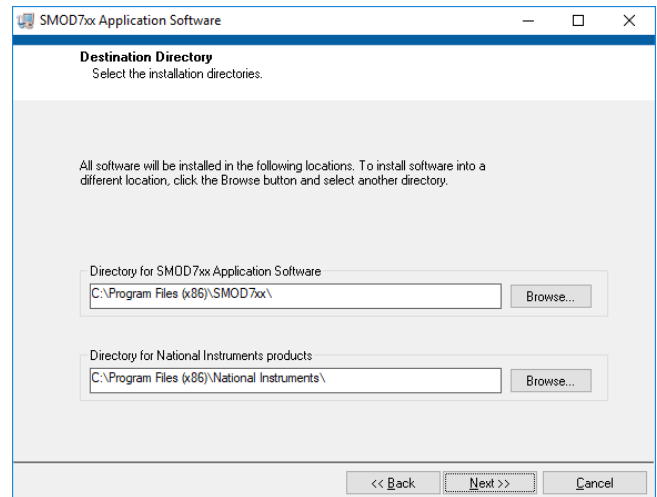 SMOD7xx Application Software
Destination Directory
Select the installation directories.
All software will be installed in the following locations. To install software into a
different location, click the Browse button and select another directory.
Directory for SMOD7xx Application Software
C:\Program Files (x86)\SMOD7xx\
Browse...
Directory for National Instruments products
C:\Program Files (x86)\National Instruments\
Browse...
<< Back
Next >>
Cancel